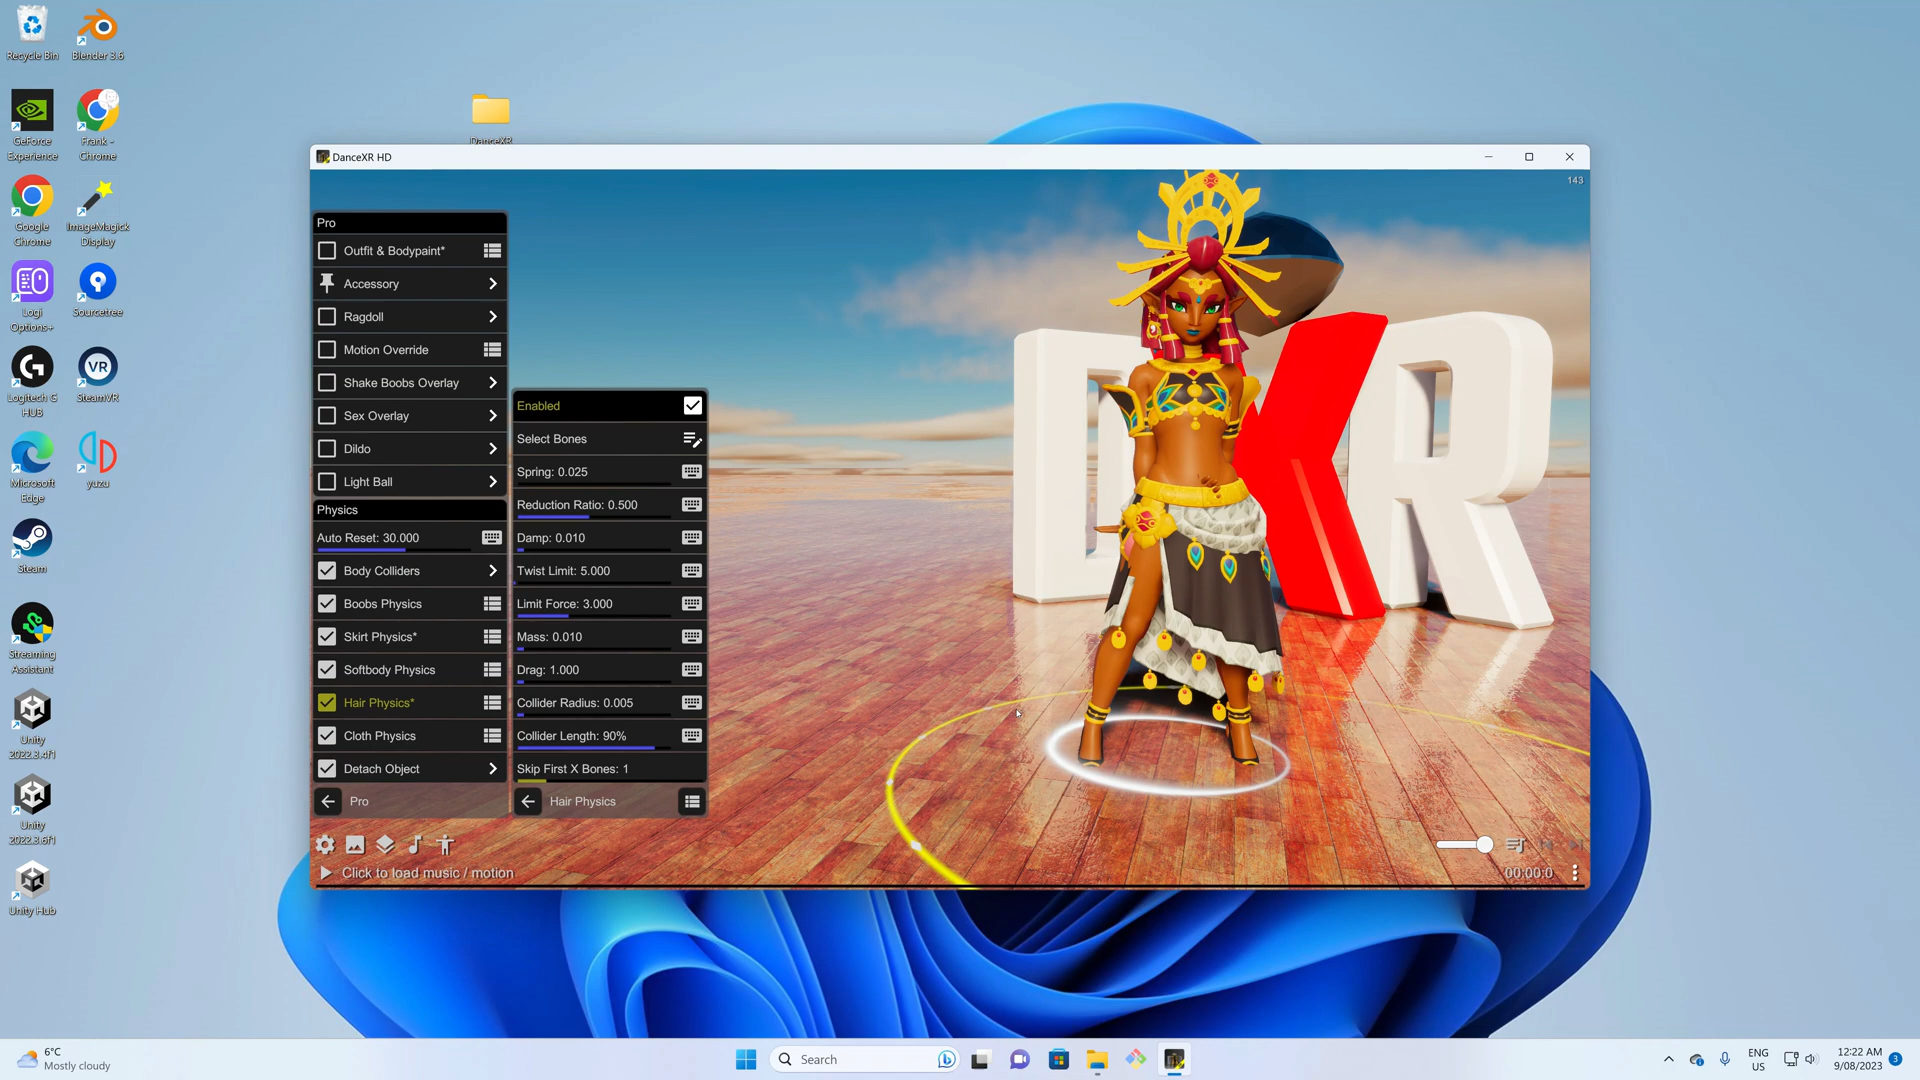 Recycle Bin
Blender 3.6
GeForce
Experience
Frank -
Chrome
Google
Chrome
ImageMagick
Display
Logi
Options+
Sourcetree
Logitech G
HUB
SteamVR
Microsoft
Edge
yuzu
Steam
Streaming
Assistant
Unity
2022.3.4f1
Unity
2022.3.6f1
Unity Hub
DanceXR
DanceXR HD
143
Pro
Outfit & Bodypaint*
Accessory
Ragdoll
Motion Override
Shake Boobs Overlay
Sex Overlay
Dildo
Light Ball
Physics
Auto Reset: 30.000
Body Colliders
Boobs Physics
Skirt Physics*
Softbody Physics
Hair Physics*
Cloth Physics
Detach Object
Pro
Enabled
Select Bones
Spring: 0.025
Reduction Ratio: 0.500
Damp: 0.010
Twist Limit: 5.000
Limit Force: 3.000
Mass: 0.010
Drag: 1.000
Collider Radius: 0.005
Collider Length: 90%
Skip First X Bones: 1
Hair Physics
DXR
Click to load music / motion
00:00:0
6°C
Mostly cloudy
Search
ENG
US
12:22 AM
9/08/2023
3